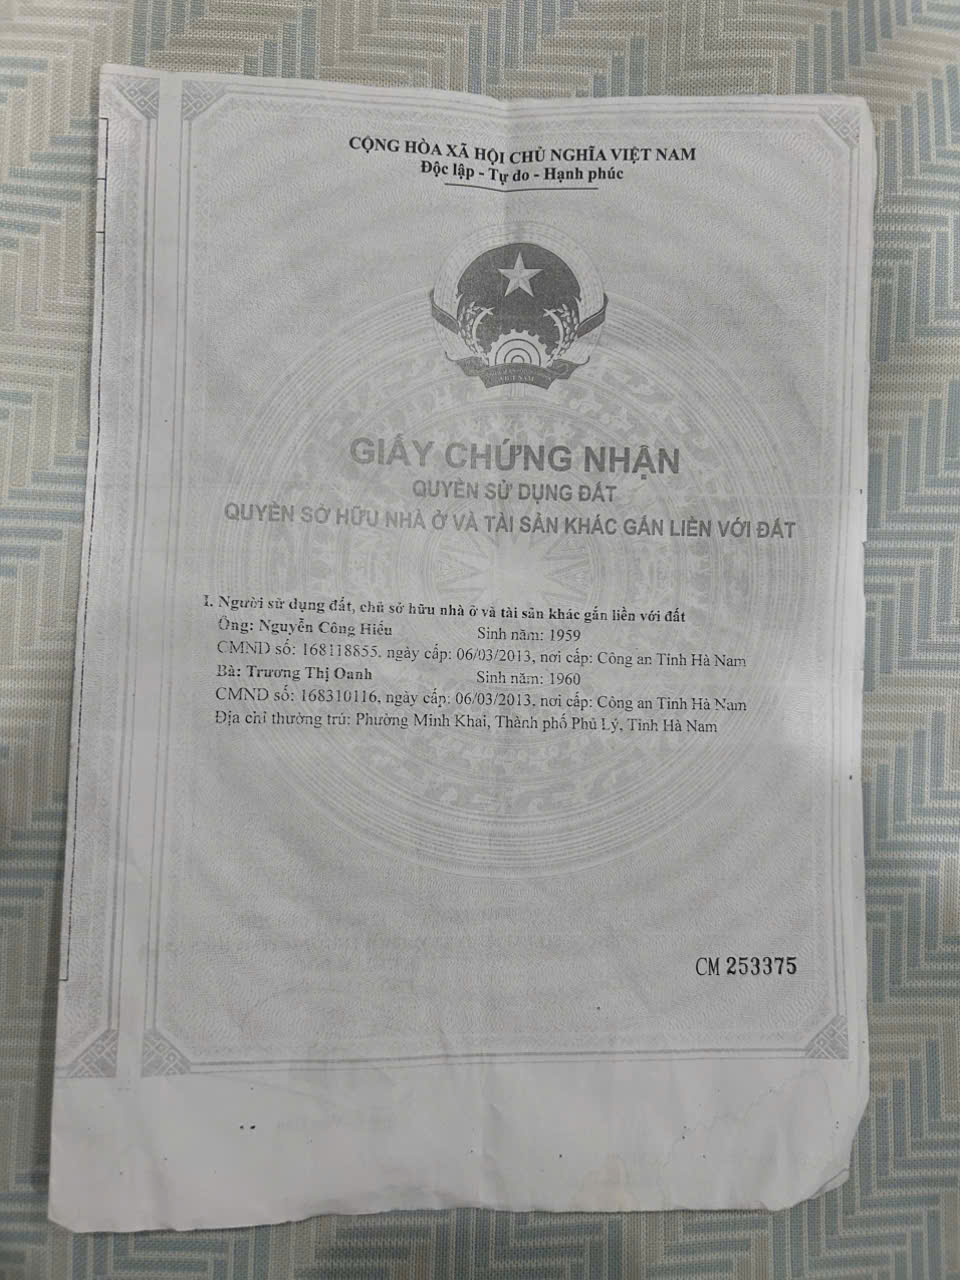 CỘNG HÒA XÃ HỘI CHỦ NGHĨA VIỆT NAM
Độc lập - Tự do - Hạnh phúc
VIỆT NAM
GIẤY CHỨNG NHẬN
QUYỀN SỬ DỤNG ĐẤT
QUYỀN SỞ HỮU NHÀ Ở VÀ TÀI SẢN KHÁC GẮN LIỀN VỚI ĐẤT
I. Người sử dụng đất, chủ sở hữu nhà ở và tài sản khác gắn liền với đất
Ông: Nguyễn Công Hiếu Sinh năm: 1959
CMND số: 168118855, ngày cấp: 06/03/2013, nơi cấp: Công an Tỉnh Hà Nam
Bà: Trương Thị Oanh Sinh năm: 1960
CMND số: 168310116, ngày cấp: 06/03/2013, nơi cấp: Công an Tỉnh Hà Nam
Địa chỉ thường trú: Phường Minh Khai, Thành phố Phủ Lý, Tỉnh Hà Nam
CM 253375